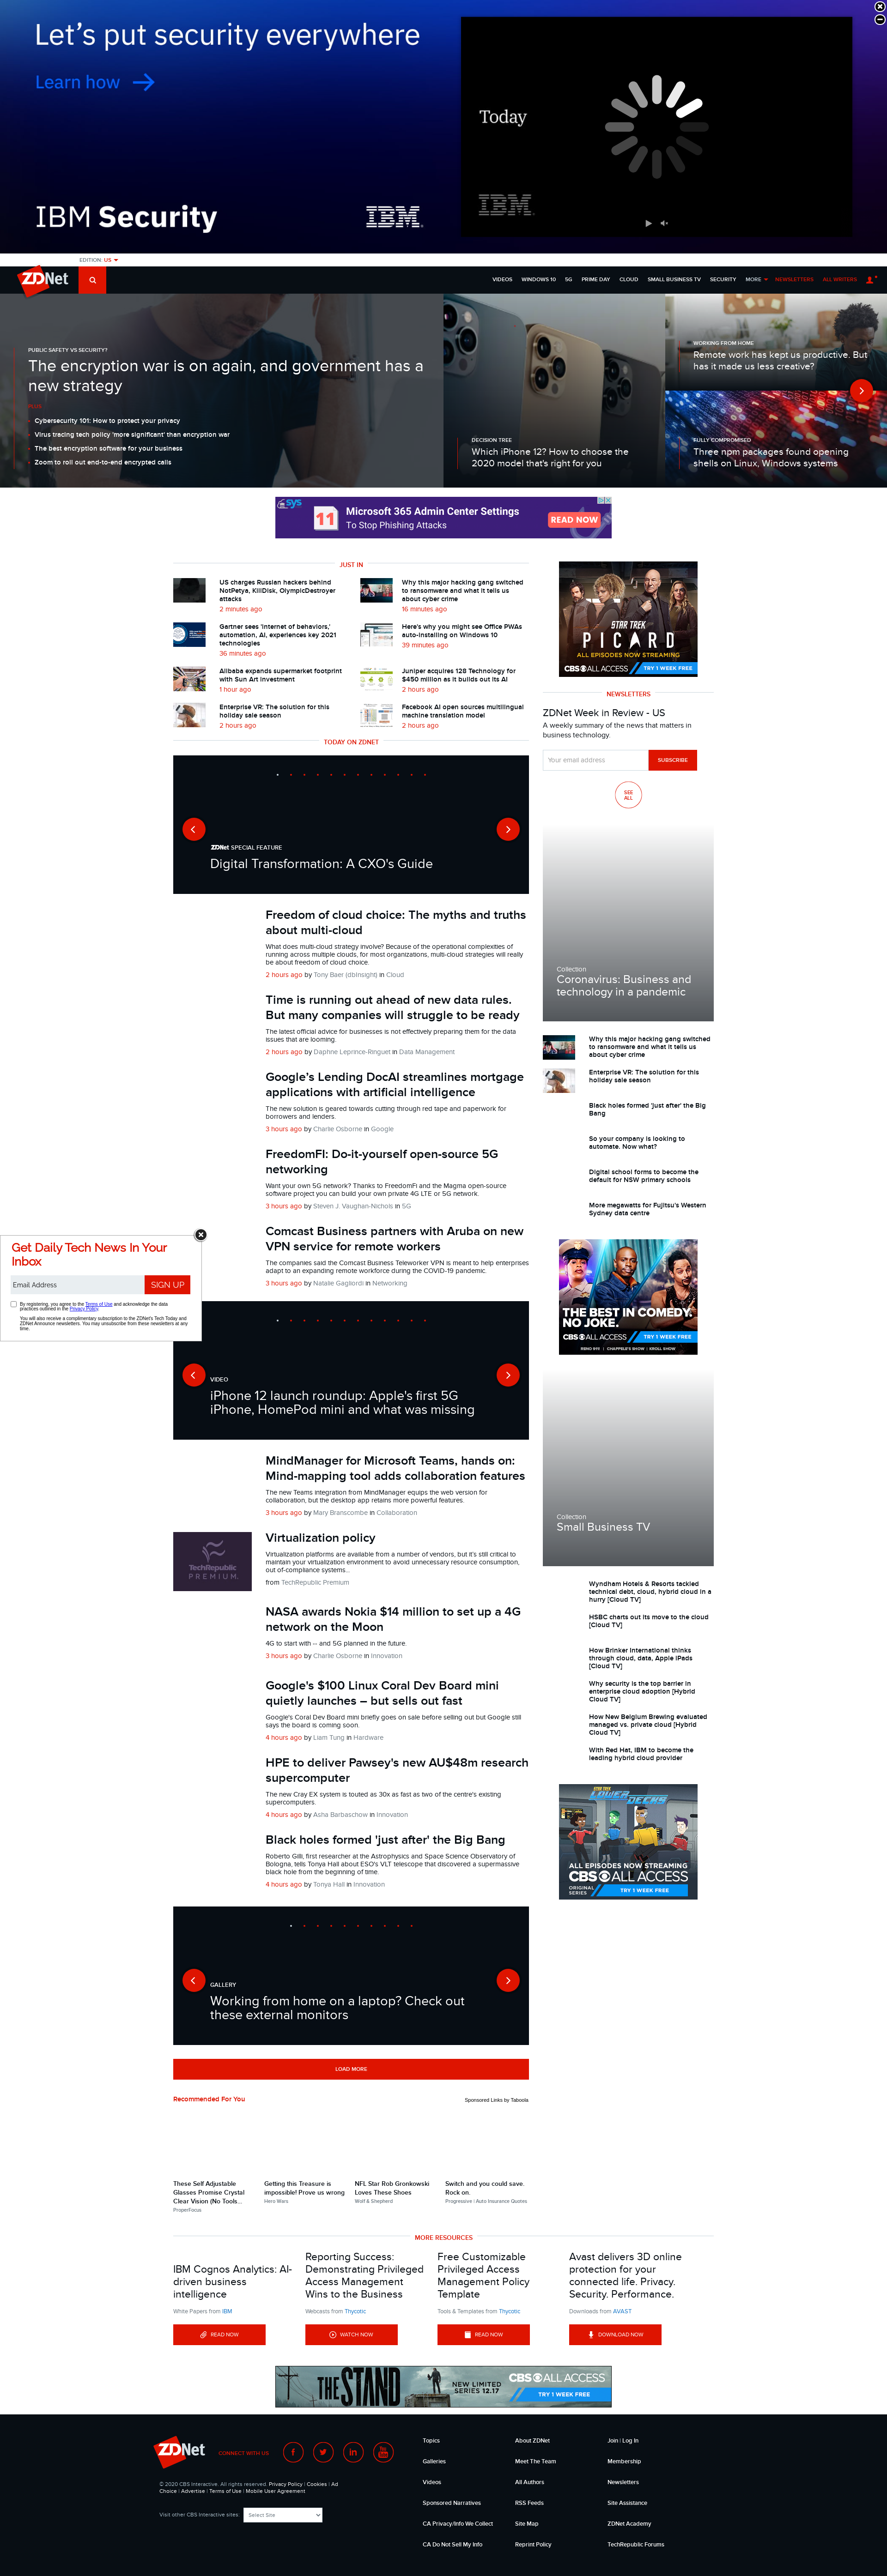 Let's put security everywhere
Learn how
Today
IBM Security
IBM
IBM
EDITION: US
ZDNet
VIDEOS
WINDOWS 10
5G
PRIME DAY
CLOUD
SMALL BUSINESS TV
SECURITY
MORE
NEWSLETTERS
ALL WRITERS
PUBLIC SAFETY VS SECURITY?
The encryption war is on again, and government has a
new strategy
PLUS
Cybersecurity 101: How to protect your privacy
Virus tracing tech policy 'more significant' than encryption war
The best encryption software for your business
Zoom to roll out end-to-end encrypted calls
DECISION TREE
Which iPhone 12? How to choose the
2020 model that's right for you
WORKING FROM HOME
Remote work has kept us productive. But
has it made us less creative?
FULLY COMPROMISED
Three npm packages found opening
shells on Linux, Windows systems
sys
11
Microsoft 365 Admin Center Settings
To Stop Phishing Attacks
READ NOW
JUST IN
US charges Russian hackers behind
NotPetya, KillDisk, OlympicDestroyer
attacks
2 minutes ago
Why this major hacking gang switched
to ransomware and what it tells us
about cyber crime
16 minutes ago
Gartner sees 'internet of behaviors,'
automation, AI, experiences key 2021
technologies
36 minutes ago
Here's why you might see Office PWAs
auto-installing on Windows 10
39 minutes ago
Alibaba expands supermarket footprint
with Sun Art investment
1 hour ago
Juniper acquires 128 Technology for
$450 million as it builds out its AI
2 hours ago
Enterprise VR: The solution for this
holiday sale season
2 hours ago
Facebook AI open sources multilingual
machine translation model
2 hours ago
TODAY ON ZDNET
ZDNet SPECIAL FEATURE
Digital Transformation: A CXO's Guide
Freedom of cloud choice: The myths and truths
about multi-cloud
What does multi-cloud strategy involve? Because of the operational complexities of
running across multiple clouds, for most organizations, multi-cloud strategies will really
be about freedom of cloud choice.
2 hours ago by Tony Baer (dbInsight) in Cloud
Time is running out ahead of new data rules.
But many companies will struggle to be ready
The latest official advice for businesses is not effectively preparing them for the data
issues that are looming.
2 hours ago by Daphne Leprince-Ringuet in Data Management
Google's Lending DocAI streamlines mortgage
applications with artificial intelligence
The new solution is geared towards cutting through red tape and paperwork for
borrowers and lenders.
3 hours ago by Charlie Osborne in Google
FreedomFI: Do-it-yourself open-source 5G
networking
Want your own 5G network? Thanks to FreedomFi and the Magma open-source
software project you can build your own private 4G LTE or 5G network.
3 hours ago by Steven J. Vaughan-Nichols in 5G
Comcast Business partners with Aruba on new
VPN service for remote workers
The companies said the Comcast Business Teleworker VPN is meant to help enterprises
adapt to an expanding remote workforce during the COVID-19 pandemic.
3 hours ago by Natalie Gagliordi in Networking
VIDEO
iPhone 12 launch roundup: Apple's first 5G
iPhone, HomePod mini and what was missing
MindManager for Microsoft Teams, hands on:
Mind-mapping tool adds collaboration features
The new Teams integration from MindManager equips the web version for
collaboration, but the desktop app retains more powerful features.
3 hours ago by Mary Branscombe in Collaboration
TechRepublic
PREMIUM
Virtualization policy
Virtualization platforms are available from a number of vendors, but it's still critical to
maintain your virtualization environment to avoid unnecessary resource consumption,
out of-compliance systems...
from TechRepublic Premium
NASA awards Nokia $14 million to set up a 4G
network on the Moon
4G to start with -- and 5G planned in the future.
3 hours ago by Charlie Osborne in Innovation
Google's $100 Linux Coral Dev Board mini
quietly launches – but sells out fast
Google's Coral Dev Board mini briefly goes on sale before selling out but Google still
says the board is coming soon.
4 hours ago by Liam Tung in Hardware
HPE to deliver Pawsey's new AU$48m research
supercomputer
The new Cray EX system is touted as 30x as fast as two of the centre's existing
supercomputers.
4 hours ago by Asha Barbaschow in Innovation
Black holes formed 'just after' the Big Bang
Roberto Gilli, first researcher at the Astrophysics and Space Science Observatory of
Bologna, tells Tonya Hall about ESO's VLT telescope that discovered a supermassive
black hole from the beginning of time.
4 hours ago by Tonya Hall in Innovation
GALLERY
Working from home on a laptop? Check out
these external monitors
LOAD MORE
STAR TREK
PICARD
ALL EPISODES NOW STREAMING
CBS ALL ACCESS
TRY 1 WEEK FREE
NEWSLETTERS
ZDNet Week in Review - US
A weekly summary of the news that matters in
business technology.
Your email address
SUBSCRIBE
SEE
ALL
Collection
Coronavirus: Business and
technology in a pandemic
Why this major hacking gang switched
to ransomware and what it tells us
about cyber crime
Enterprise VR: The solution for this
holiday sale season
Black holes formed 'just after' the Big
Bang
So your company is looking to
automate. Now what?
Digital school forms to become the
default for NSW primary schools
More megawatts for Fujitsu's Western
Sydney data centre
THE BEST IN COMEDY.
NO JOKE.
CBS ALL ACCESS
TRY 1 WEEK FREE
RENO 911! | CHAPPELLE'S SHOW | KROLL SHOW
Collection
Small Business TV
Wyndham Hotels & Resorts tackled
technical debt, cloud, hybrid cloud in a
hurry [Cloud TV]
HSBC charts out its move to the cloud
[Cloud TV]
How Brinker International thinks
through cloud, data, Apple iPads
[Cloud TV]
Why security is the top barrier in
enterprise cloud adoption [Hybrid
Cloud TV]
How New Belgium Brewing evaluated
managed vs. private cloud [Hybrid
Cloud TV]
With Red Hat, IBM to become the
leading hybrid cloud provider
STAR TREK
LOWER DECKS
ALL EPISODES NOW STREAMING
CBS ALL ACCESS
ORIGINAL
SERIES
TRY 1 WEEK FREE
Get Daily Tech News In Your
Inbox
Email Address
SIGN UP
By registering, you agree to the Terms of Use and acknowledge the data
practices outlined in the Privacy Policy.
You will also receive a complimentary subscription to the ZDNet's Tech Today and
ZDNet Announce newsletters. You may unsubscribe from these newsletters at any
time.
Recommended For You
Sponsored Links by Taboola
These Self Adjustable
Glasses Promise Crystal
Clear Vision (No Tools...
ProperFocus
Getting this Treasure is
impossible! Prove us wrong
Hero Wars
NFL Star Rob Gronkowski
Loves These Shoes
Wolf & Shepherd
Switch and you could save.
Rock on.
Progressive | Auto Insurance Quotes
MORE RESOURCES
IBM Cognos Analytics: AI-
driven business
intelligence
White Papers from IBM
READ NOW
Reporting Success:
Demonstrating Privileged
Access Management
Wins to the Business
Webcasts from Thycotic
WATCH NOW
Free Customizable
Privileged Access
Management Policy
Template
Tools & Templates from Thycotic
READ NOW
Avast delivers 3D online
protection for your
connected life. Privacy.
Security. Performance.
Downloads from AVAST
DOWNLOAD NOW
THE STAND
NEW LIMITED
SERIES 12.17
CBS ALL ACCESS
TRY 1 WEEK FREE
ZDNet
CONNECT WITH US
© 2020 CBS Interactive. All rights reserved. Privacy Policy | Cookies | Ad
Choice | Advertise | Terms of Use | Mobile User Agreement
Visit other CBS Interactive sites:
Select Site
Topics
Galleries
Videos
Sponsored Narratives
CA Privacy/Info We Collect
CA Do Not Sell My Info
About ZDNet
Meet The Team
All Authors
RSS Feeds
Site Map
Reprint Policy
Join | Log In
Membership
Newsletters
Site Assistance
ZDNet Academy
TechRepublic Forums